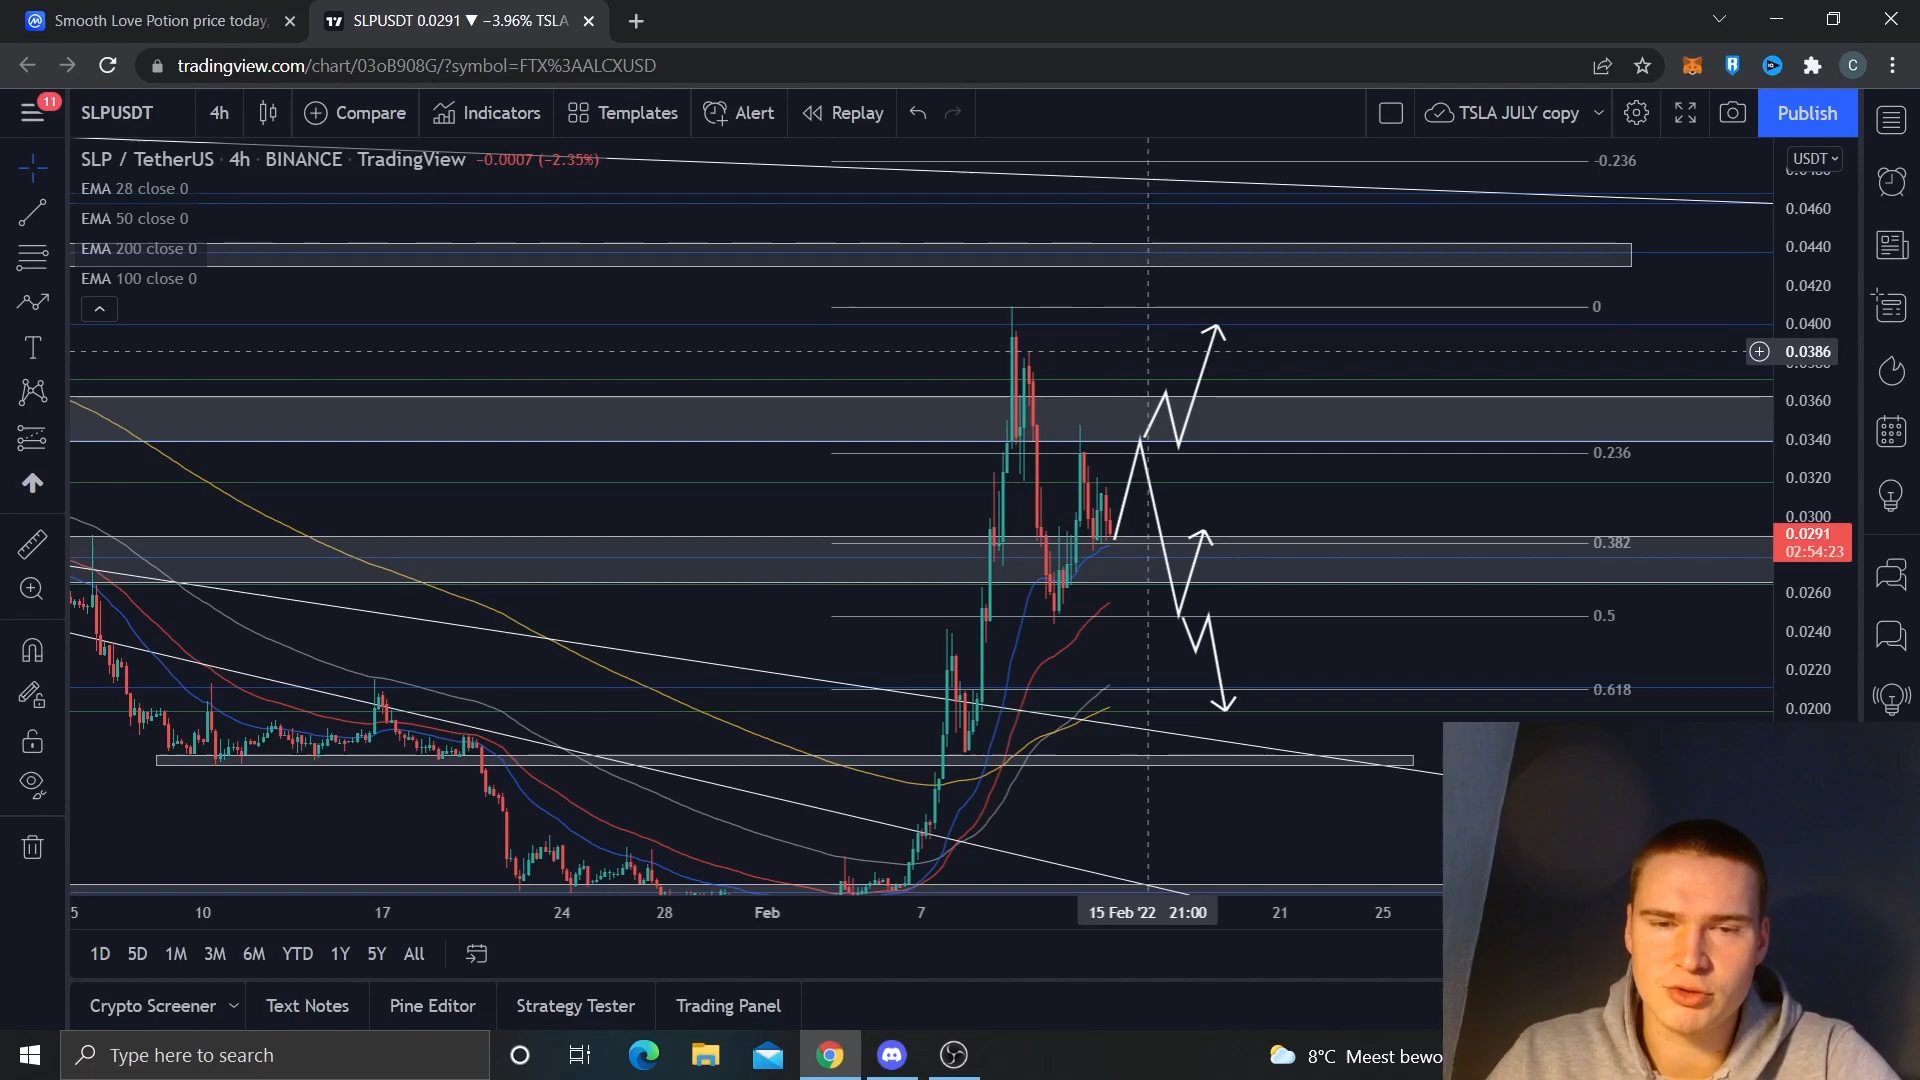 Smooth Love Potion price today,
SLPUSDT 0.0291 ▼ −3.96% TSLA
tradingview.com/chart/03oB908G/?symbol=FTX%3AALCXUSD
C
11
SLPUSDT
4h
Compare
Indicators
Templates
Alert
Replay
TSLA JULY copy
Publish
SLP / TetherUS · 4h · BINANCE · TradingView −0.0007 (−2.35%)
EMA 28 close 0
EMA 50 close 0
EMA 200 close 0
EMA 100 close 0
-0.236
0
0.236
0.382
0.5
0.618
USDT
0.0460
0.0440
0.0420
0.0400
0.0386
0.0360
0.0340
0.0320
0.0300
0.0291
02:54:23
0.0260
0.0240
0.0220
0.0200
5
10
17
24
28
Feb
7
15 Feb '22 21:00
21
25
1D 5D 1M 3M 6M YTD 1Y 5Y All
Crypto Screener
Text Notes
Pine Editor
Strategy Tester
Trading Panel
Type here to search
8°C Meest bewo